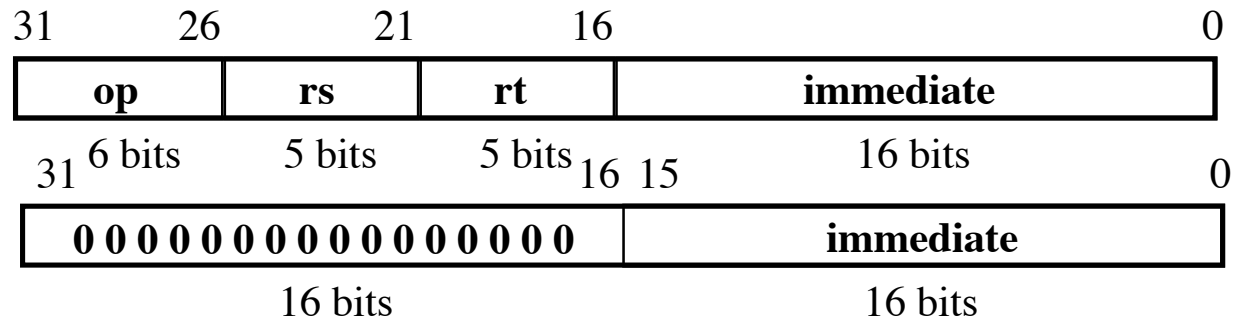 31 26 21 16 0
op rs rt immediate
6 bits 5 bits 5 bits 16 bits
31 16 15 0
0 0 0 0 0 0 0 0 0 0 0 0 0 0 0 0 immediate
16 bits 16 bits